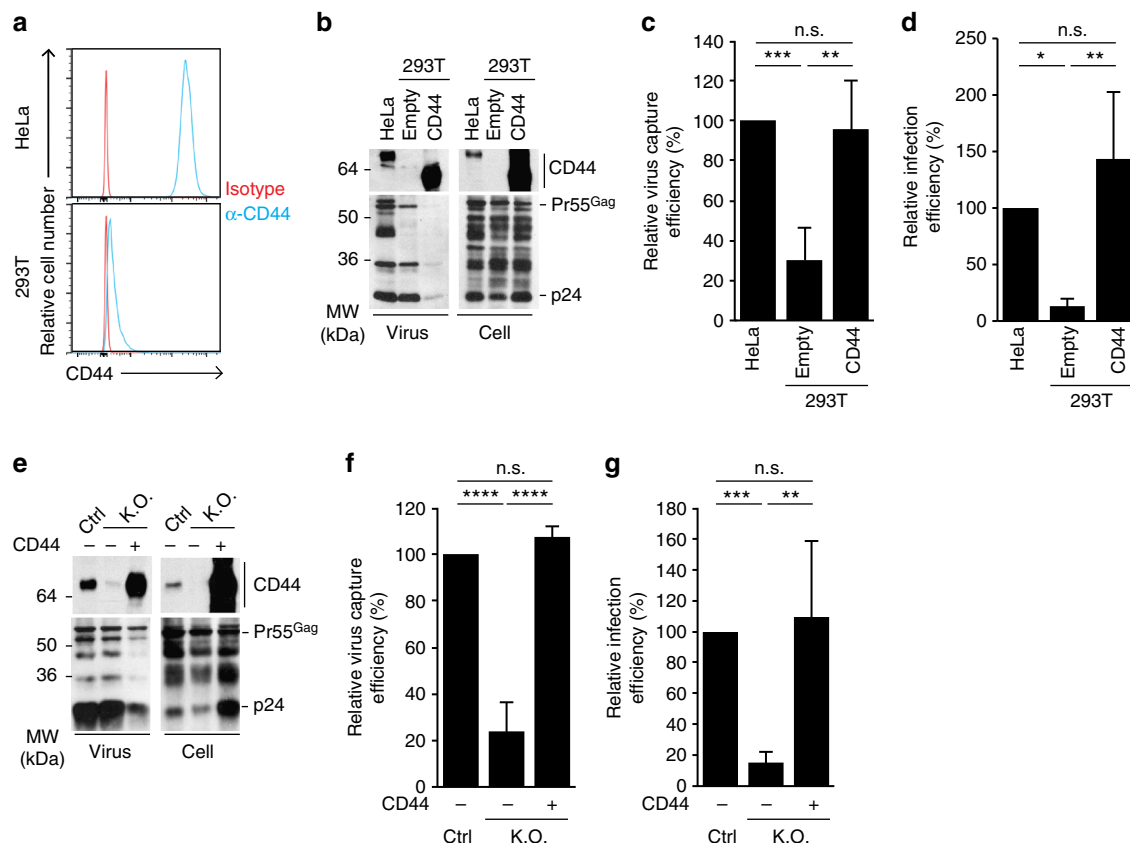 a
HeLa
293T
Relative cell number
Isotype
α-CD44
CD44
b
293T
HeLa
Empty
CD44
HeLa
Empty
CD44
64
50
36
CD44
Pr55Gag
p24
MW
(kDa)
Virus
Cell
c
n.s.
*** **
Relative virus capture
efficiency (%)
140
120
100
80
60
40
20
0
HeLa
Empty
CD44
293T
d
n.s.
* **
Relative infection
efficiency (%)
250
200
150
100
50
0
HeLa
Empty
CD44
293T
e
Ctrl K.O. Ctrl K.O.
CD44 – – + – – +
64
50
36
CD44
Pr55Gag
p24
MW
(kDa)
Virus
Cell
f
n.s.
**** ****
Relative virus capture
efficiency (%)
120
100
80
60
40
20
0
CD44 – – +
Ctrl K.O.
g
n.s.
*** **
Relative infection
efficiency (%)
180
160
140
120
100
80
60
40
20
0
CD44 – – +
Ctrl K.O.